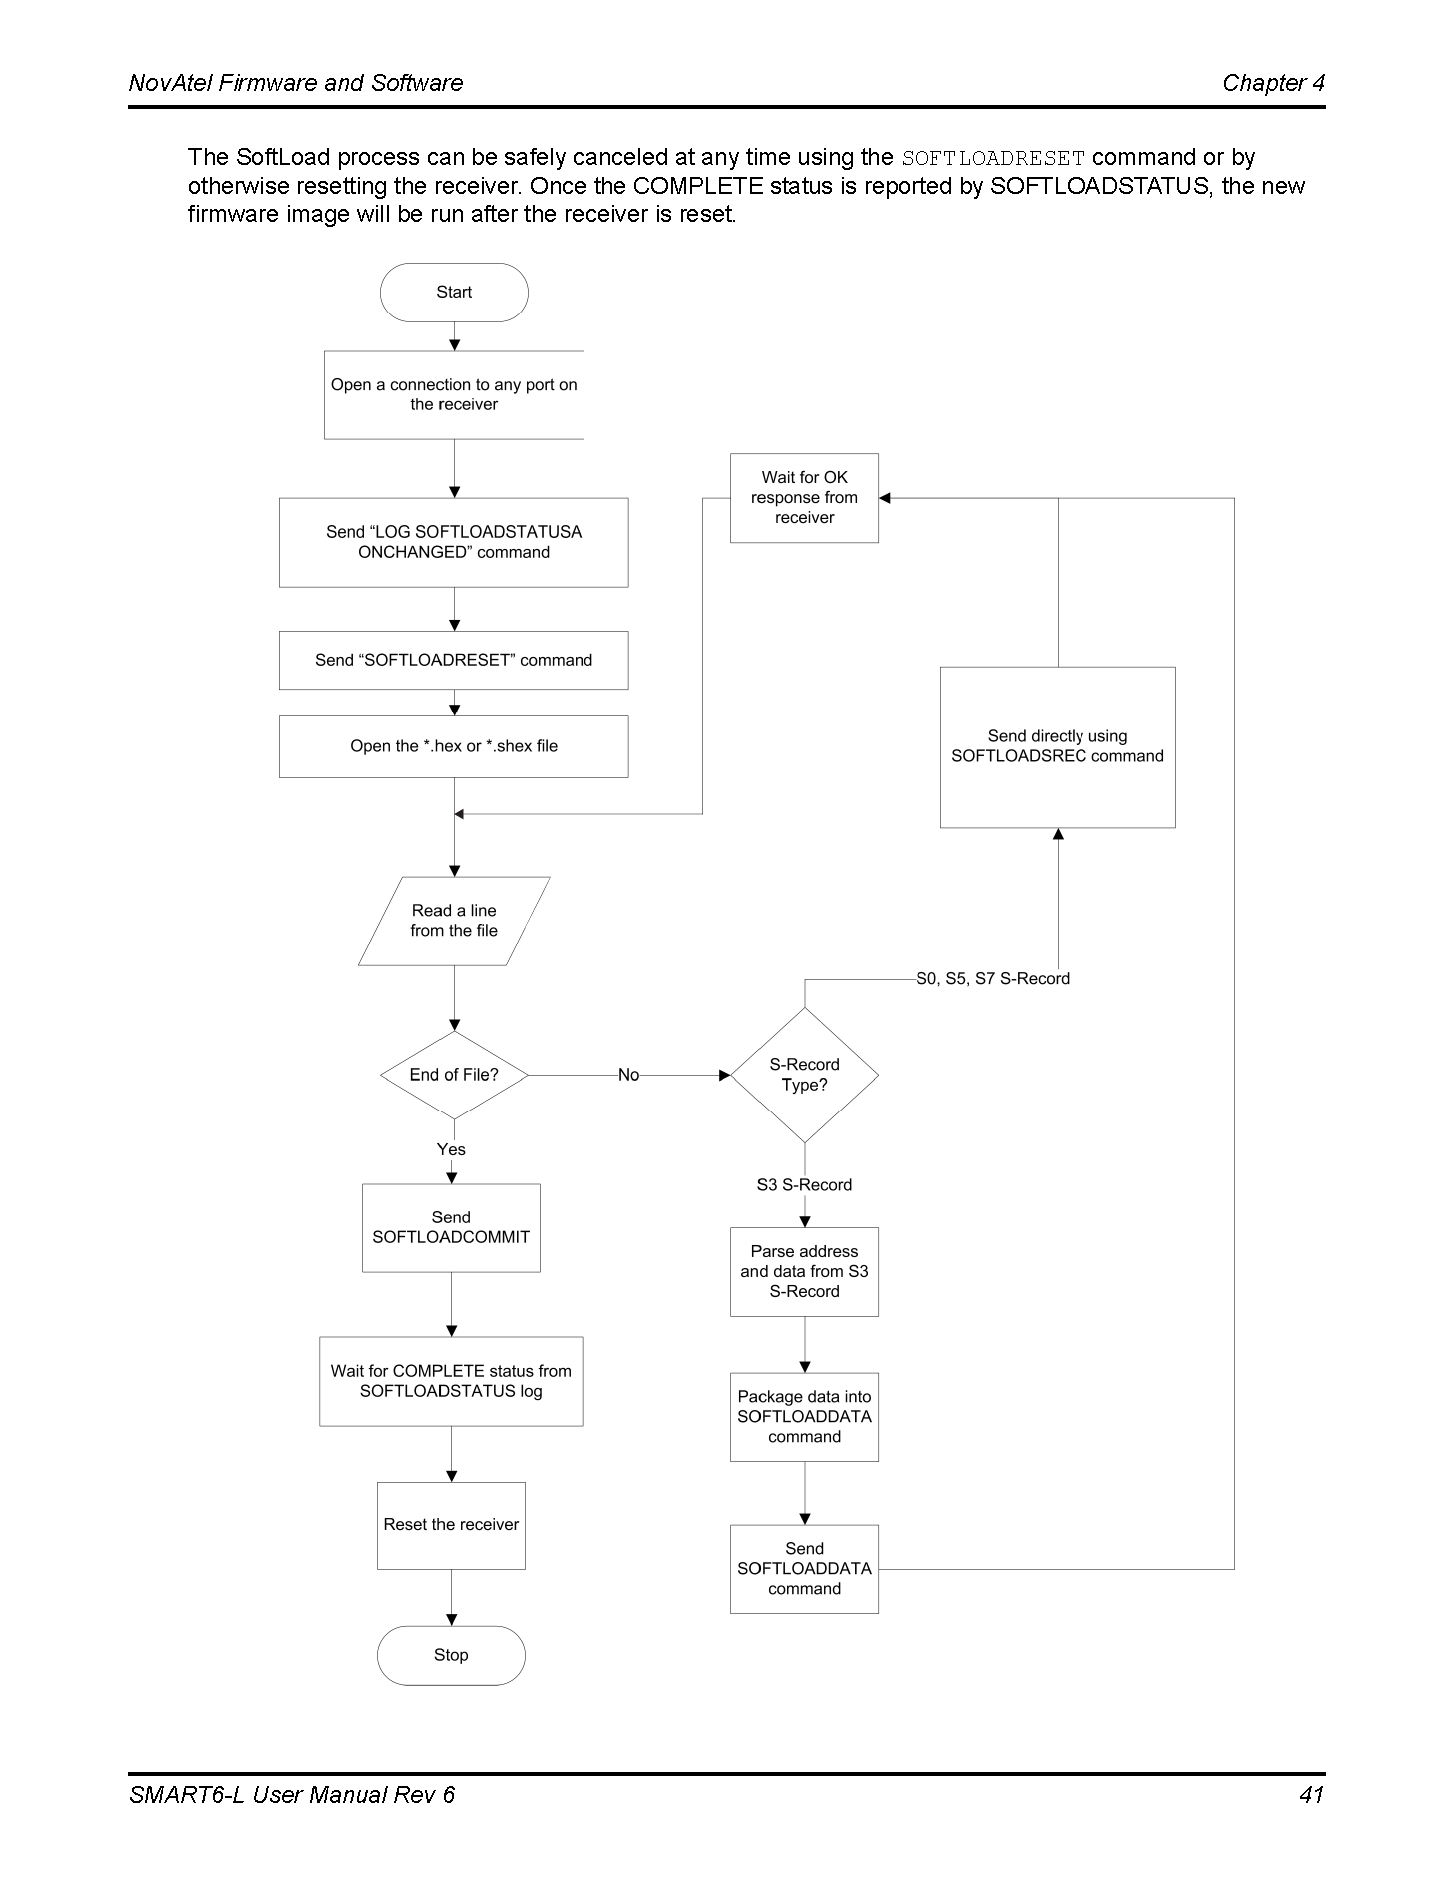 NovAtel Firmware and Software Chapter 4
The SoftLoad process can be safely canceled at any time using the SOFTLOADRESET command or by
otherwise resetting the receiver. Once the COMPLETE status is reported by SOFTLOADSTATUS, the new
firmware image will be run after the receiver is reset.
Start
Open a connection to any port on
the receiver
Send “LOG SOFTLOADSTATUSA
ONCHANGED” command
Send “SOFTLOADRESET” command
Open the *.hex or *.shex file
Read a line
from the file
End of File?
No
Yes
Send
SOFTLOADCOMMIT
Wait for COMPLETE status from
SOFTLOADSTATUS log
Reset the receiver
Stop
Wait for OK
response from
receiver
Send directly using
SOFTLOADSREC command
S0, S5, S7 S-Record
S-Record
Type?
S3 S-Record
Parse address
and data from S3
S-Record
Package data into
SOFTLOADDATA
command
Send
SOFTLOADDATA
command
SMART6-L User Manual Rev 6 41